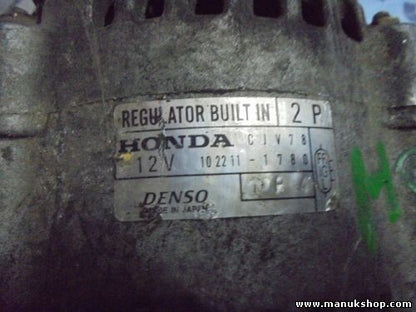 REGULATOR BUILT IN 2 P
HONDA CJV78
12V 102211-1780
DENSO
MADE IN JAPAN
H
www.manukshop.com